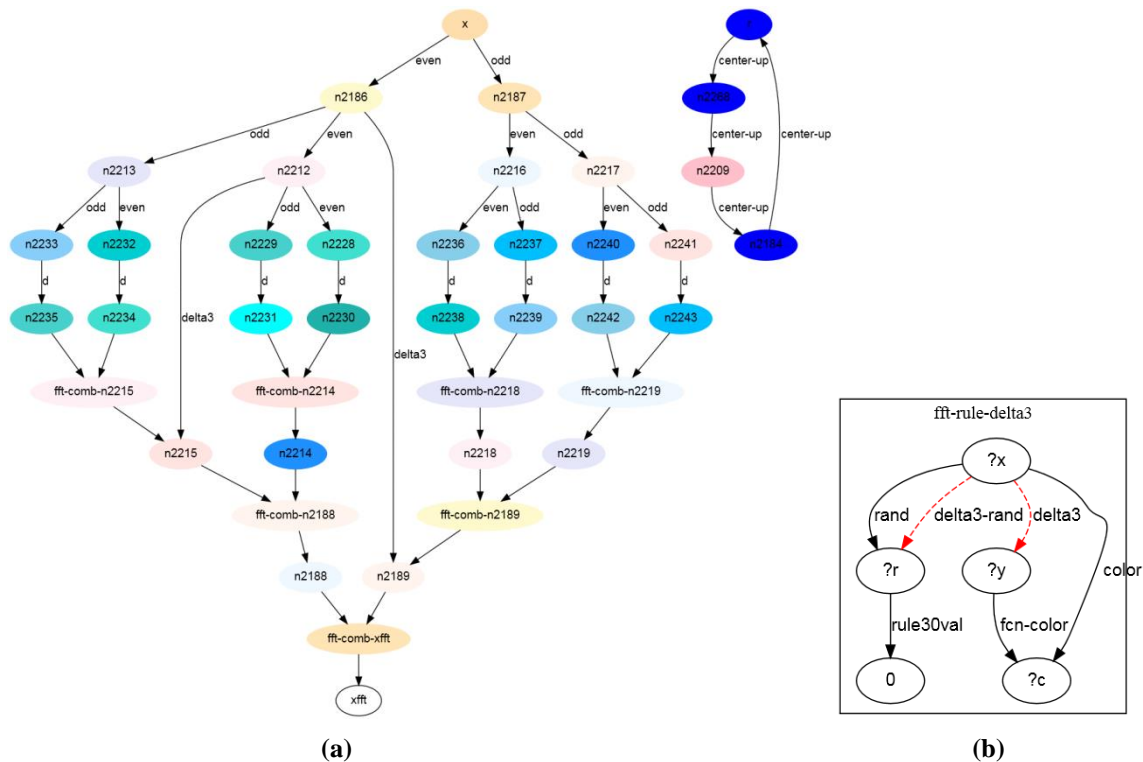 x
even
odd
center-up
n2186
n2187
n2268
odd
even
even
odd
center-up
center-up
n2213
n2212
n2216
n2217
n2209
odd
even
odd
even
even
odd
even
odd
center-up
n2233
n2232
n2229
n2228
n2236
n2237
n2240
n2241
n2184
d
d
d
d
d
d
d
d
n2235
n2234
n2231
n2230
n2238
n2239
n2242
n2243
delta3
delta3
fft-comb-n2215
fft-comb-n2214
fft-comb-n2218
fft-comb-n2219
n2215
n2214
n2218
n2219
fft-comb-n2188
fft-comb-n2189
n2188
n2189
fft-comb-xfft
xfft
(a)
fft-rule-delta3
?x
rand
delta3-rand
delta3
?r
?y
color
rule30val
fcn-color
0
?c
(b)